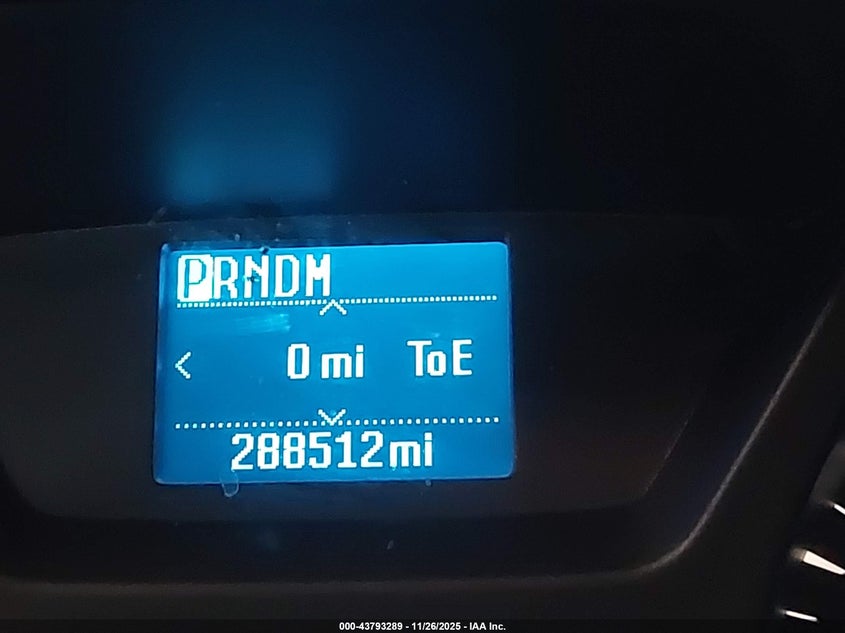 PRNDM
0 mi ToE
288512mi
000-43793289 - 11/26/2025 - IAA Inc.